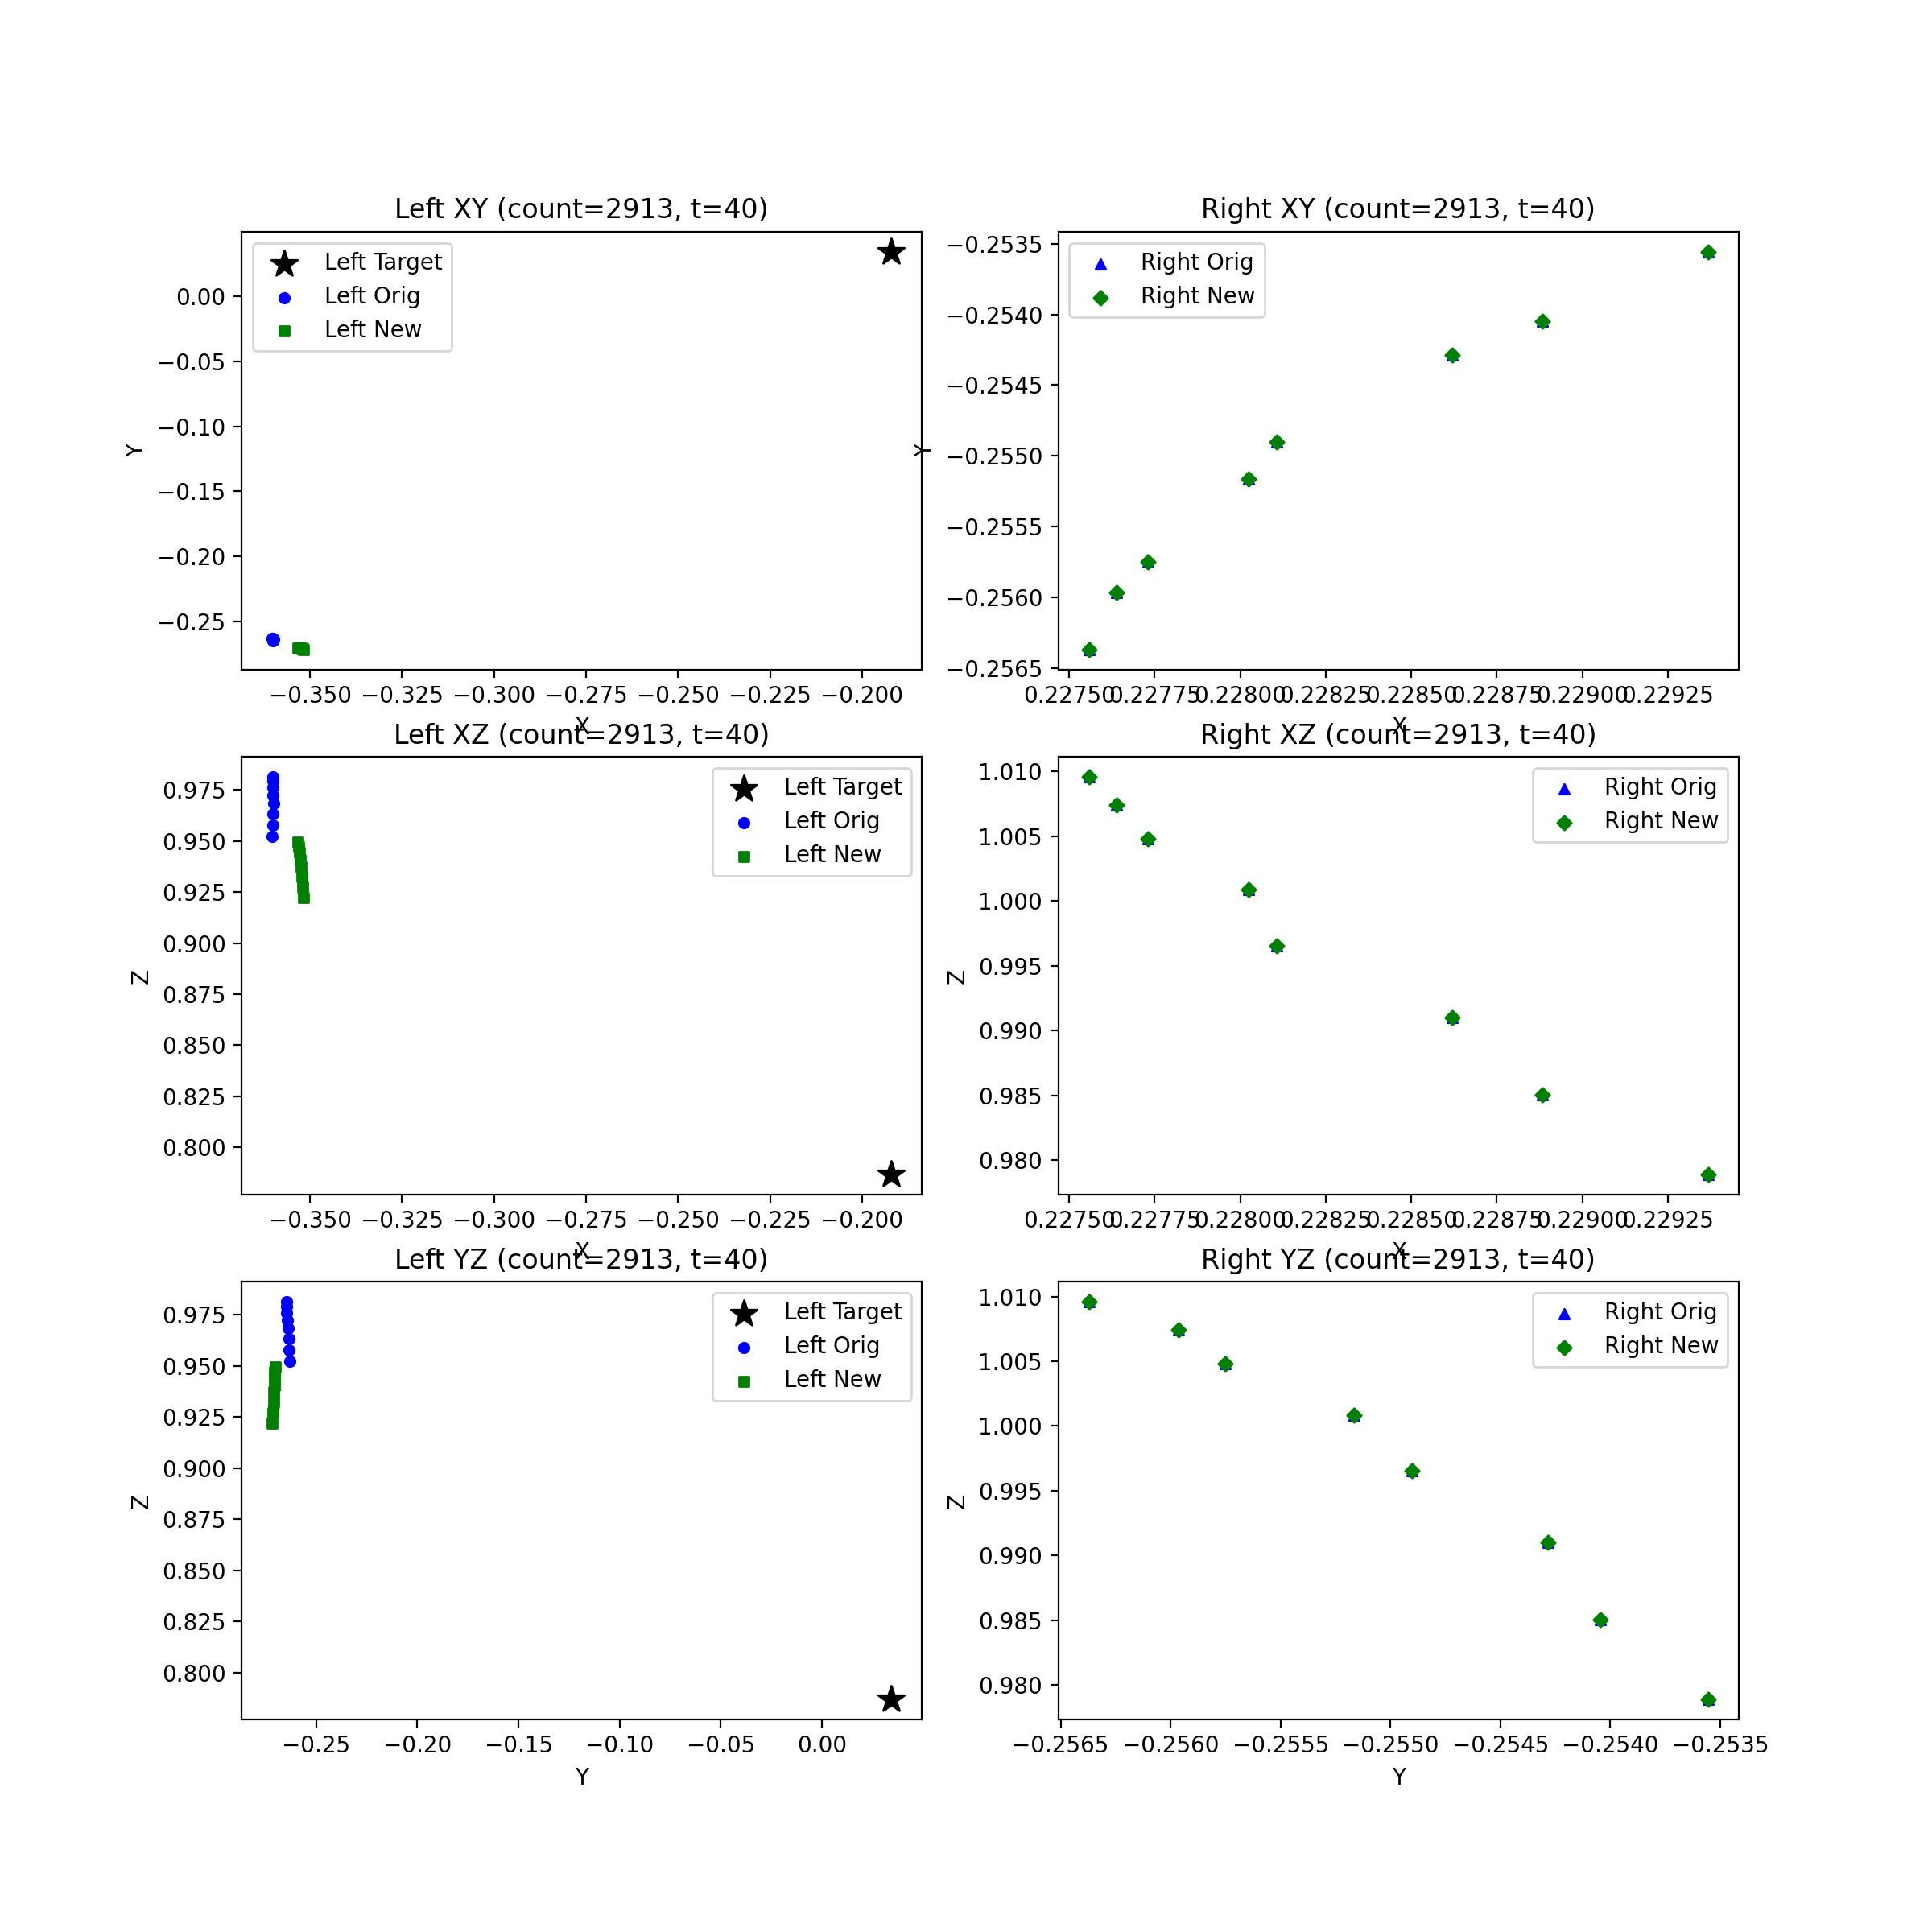 Left XY (count=2913, t=40)
Left Target
Left Orig
Left New
0.00
−0.05
−0.10
−0.15
−0.20
−0.25
Y
−0.350 −0.325 −0.300 −0.275 −0.250 −0.225 −0.200
X
Right XY (count=2913, t=40)
Right Orig
Right New
−0.2535
−0.2540
−0.2545
−0.2550
−0.2555
−0.2560
−0.2565
Y
0.22750 0.22775 0.22800 0.22825 0.22850 0.22875 0.22900 0.22925
X
Left XZ (count=2913, t=40)
Left Target
Left Orig
Left New
0.975
0.950
0.925
0.900
0.875
0.850
0.825
0.800
Z
−0.350 −0.325 −0.300 −0.275 −0.250 −0.225 −0.200
X
Right XZ (count=2913, t=40)
Right Orig
Right New
1.010
1.005
1.000
0.995
0.990
0.985
0.980
Z
0.22750 0.22775 0.22800 0.22825 0.22850 0.22875 0.22900 0.22925
X
Left YZ (count=2913, t=40)
Left Target
Left Orig
Left New
0.975
0.950
0.925
0.900
0.875
0.850
0.825
0.800
Z
−0.25 −0.20 −0.15 −0.10 −0.05 0.00
Y
Right YZ (count=2913, t=40)
Right Orig
Right New
1.010
1.005
1.000
0.995
0.990
0.985
0.980
Z
−0.2565 −0.2560 −0.2555 −0.2550 −0.2545 −0.2540 −0.2535
Y